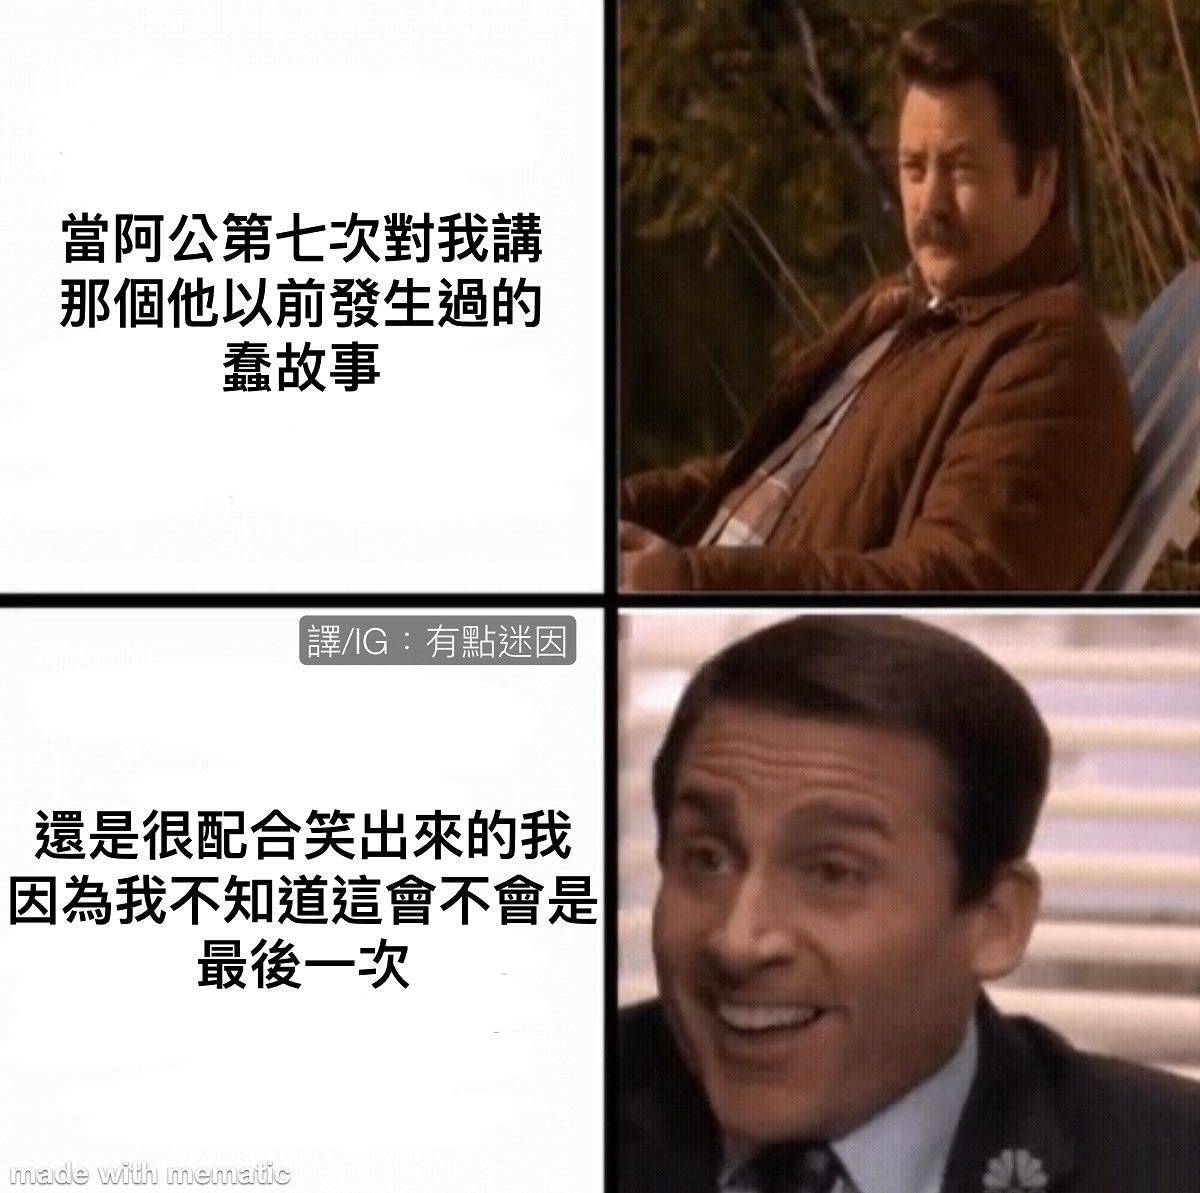 當阿公第七次對我講
那個他以前發生過的
蠢故事
譯/IG：有點迷因
還是很配合笑出來的我
因為我不知道這會不會是
最後一次
made with mematic